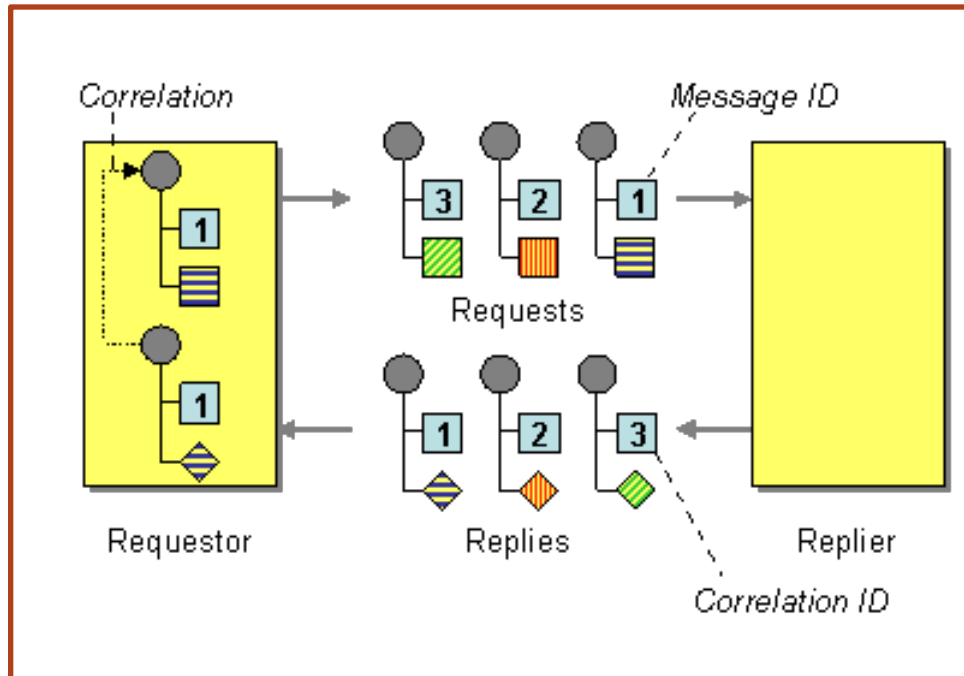 Correlation
Message ID
1
3 2 1
Requests
1
1 2 3
Requestor
Replies
Replier
Correlation ID